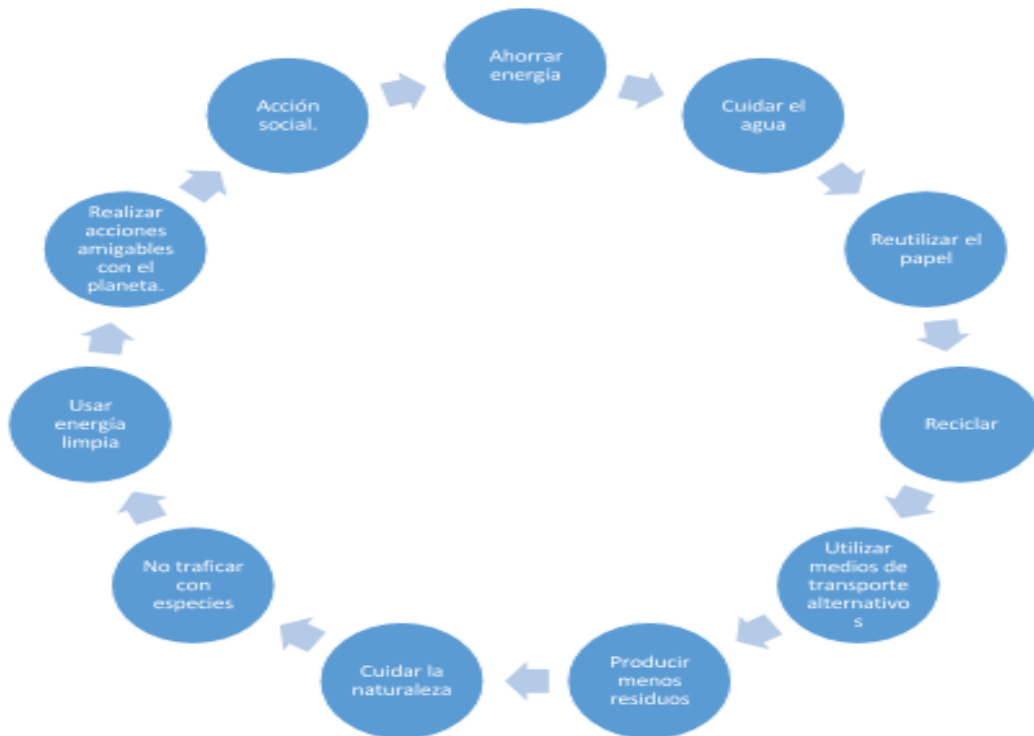 Ahorrar
energía
Cuidar el
agua
Reutilizar el
papel
Reciclar
Utilizar
medios de
transporte
alternativo
s
Producir
menos
residuos
Cuidar la
naturaleza
No traficar
con
especies
Usar
energía
limpia
Realizar
acciones
amigables
con el
planeta.
Acción
social.